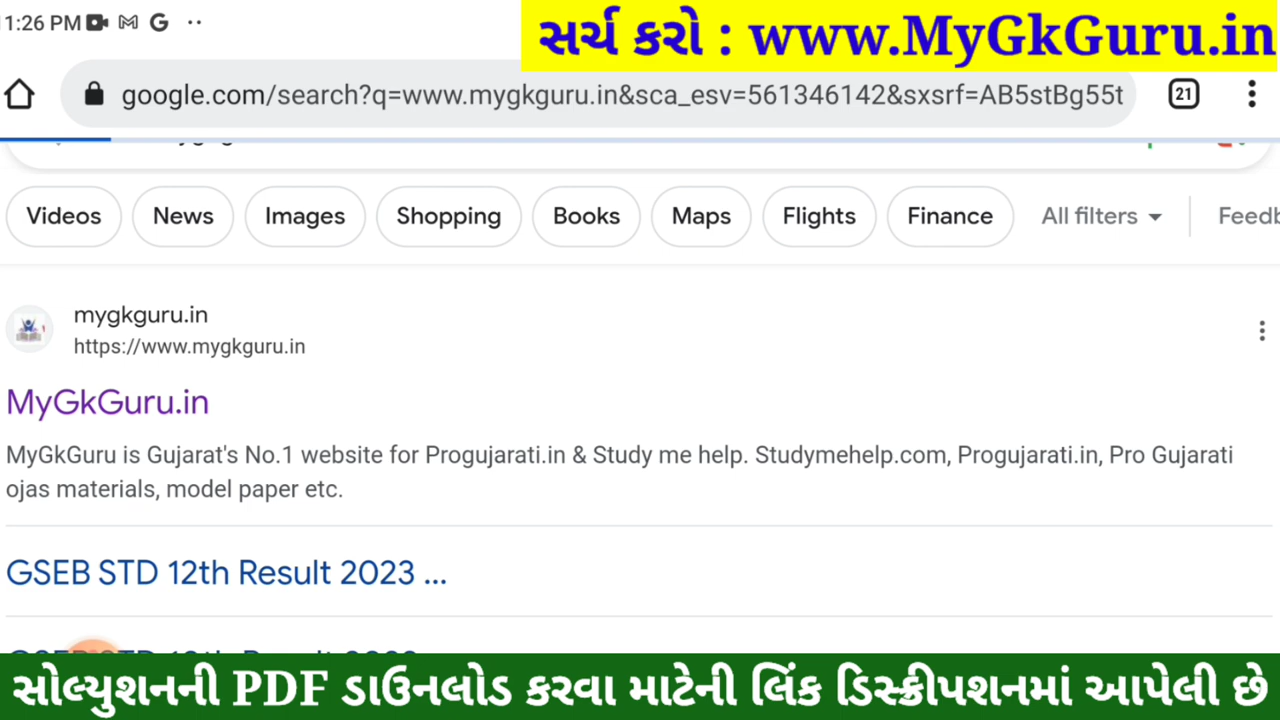 1:26 PM
સર્ચ કરો : www.MyGkGuru.in
google.com/search?q=www.mygkguru.in&sca_esv=561346142&sxsrf=AB5stBg55t
21
Videos News Images Shopping Books Maps Flights Finance All filters Feedb
mygkguru.in
https://www.mygkguru.in
MyGkGuru.in
MyGkGuru is Gujarat's No.1 website for Progujarati.in & Study me help. Studymehelp.com, Progujarati.in, Pro Gujarati
ojas materials, model paper etc.
GSEB STD 12th Result 2023 ...
સોલ્યુશનની PDF ડાઉનલોડ કરવા માટેની લિંક ડિસ્ક્રીપશનમાં આપેલી છે